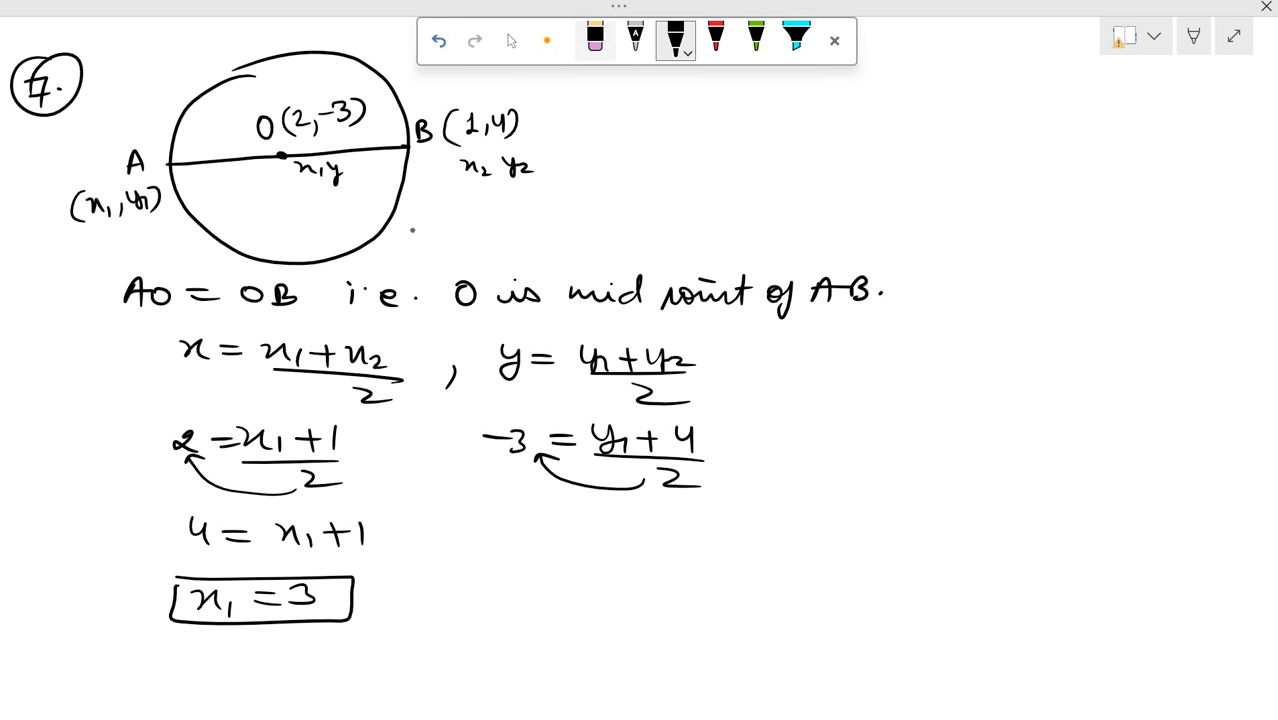 7.
O (2,-3)
B (1,4)
A
x,y
x2 y2
(x1, y1)
AO = OB i.e. O is mid point of AB.
x = x1 + x2 / 2 , y = y1 + y2 / 2
2 = x1 + 1 / 2 -3 = y1 + 4 / 2
4 = x1 + 1
x1 = 3